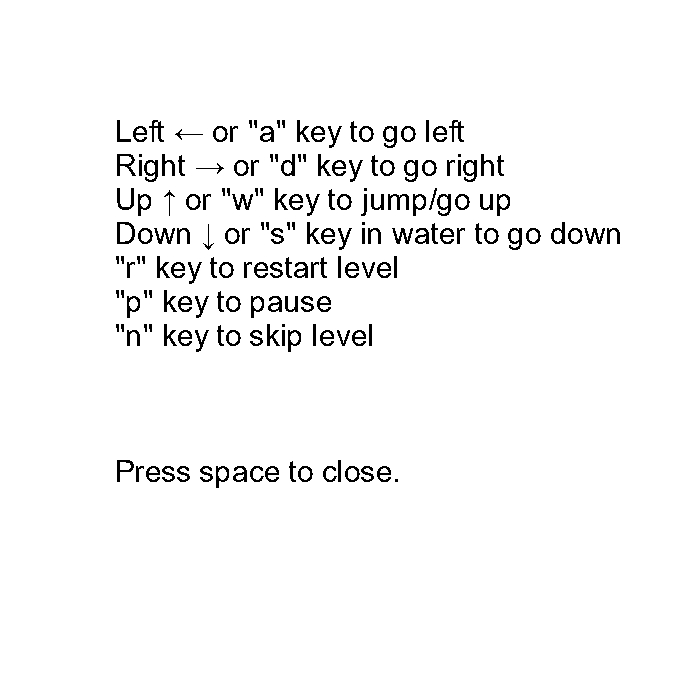 Left ← or "a" key to go left
Right → or "d" key to go right
Up ↑ or "w" key to jump/go up
Down ↓ or "s" key in water to go down
"r" key to restart level
"p" key to pause
"n" key to skip level
Press space to close.